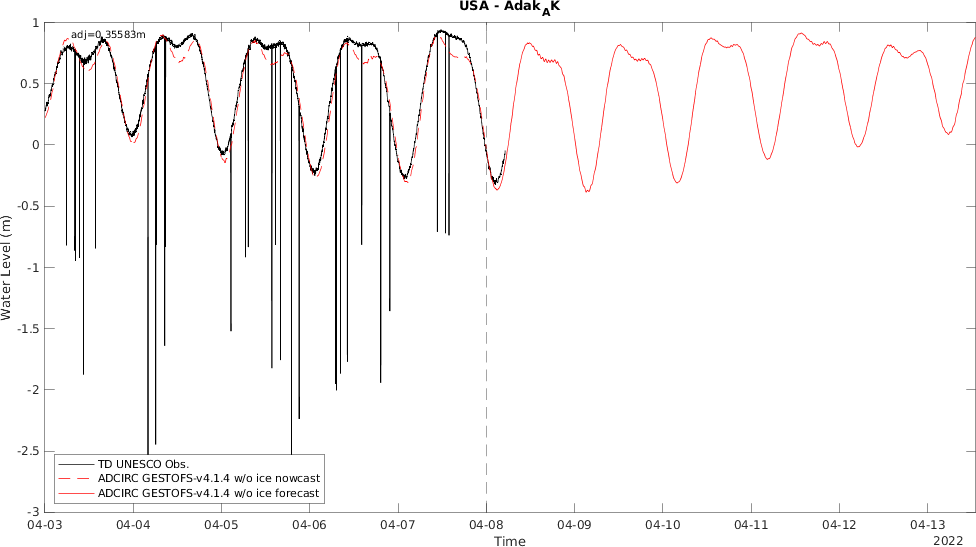 USA - Adak_AK
adj=0.35583m
1
0.5
0
-0.5
-1
-1.5
-2
-2.5
-3
Water Level (m)
TD UNESCO Obs.
ADCIRC GESTOFS-v4.1.4 w/o ice nowcast
ADCIRC GESTOFS-v4.1.4 w/o ice forecast
04-03 04-04 04-05 04-06 04-07 04-08 04-09 04-10 04-11 04-12 04-13
Time
2022